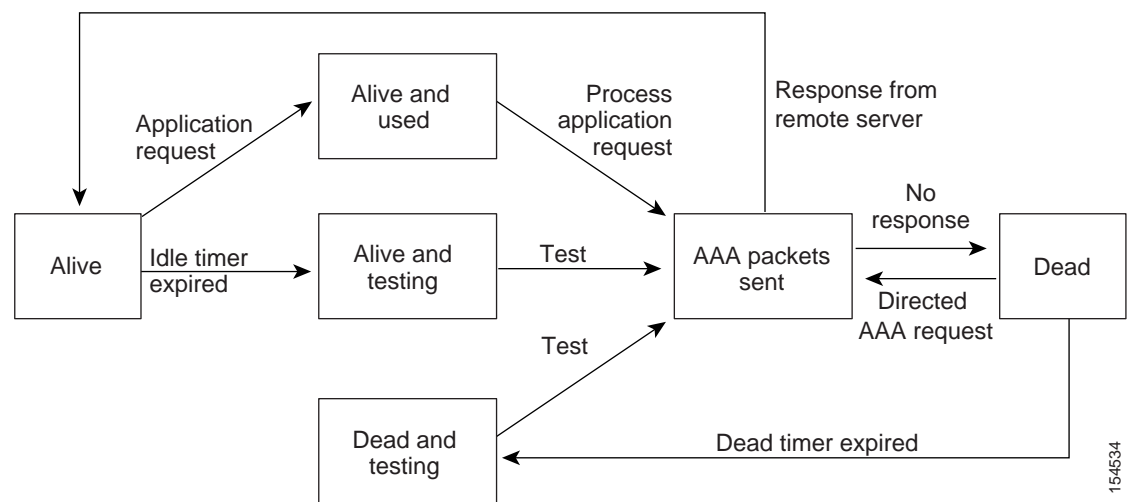 Alive and
used
Process
application
request
Response from
remote server
Application
request
No
response
Alive
Idle timer
expired
Alive and
testing
Test
AAA packets
sent
Dead
Directed
AAA request
Test
Dead and
testing
Dead timer expired
154534